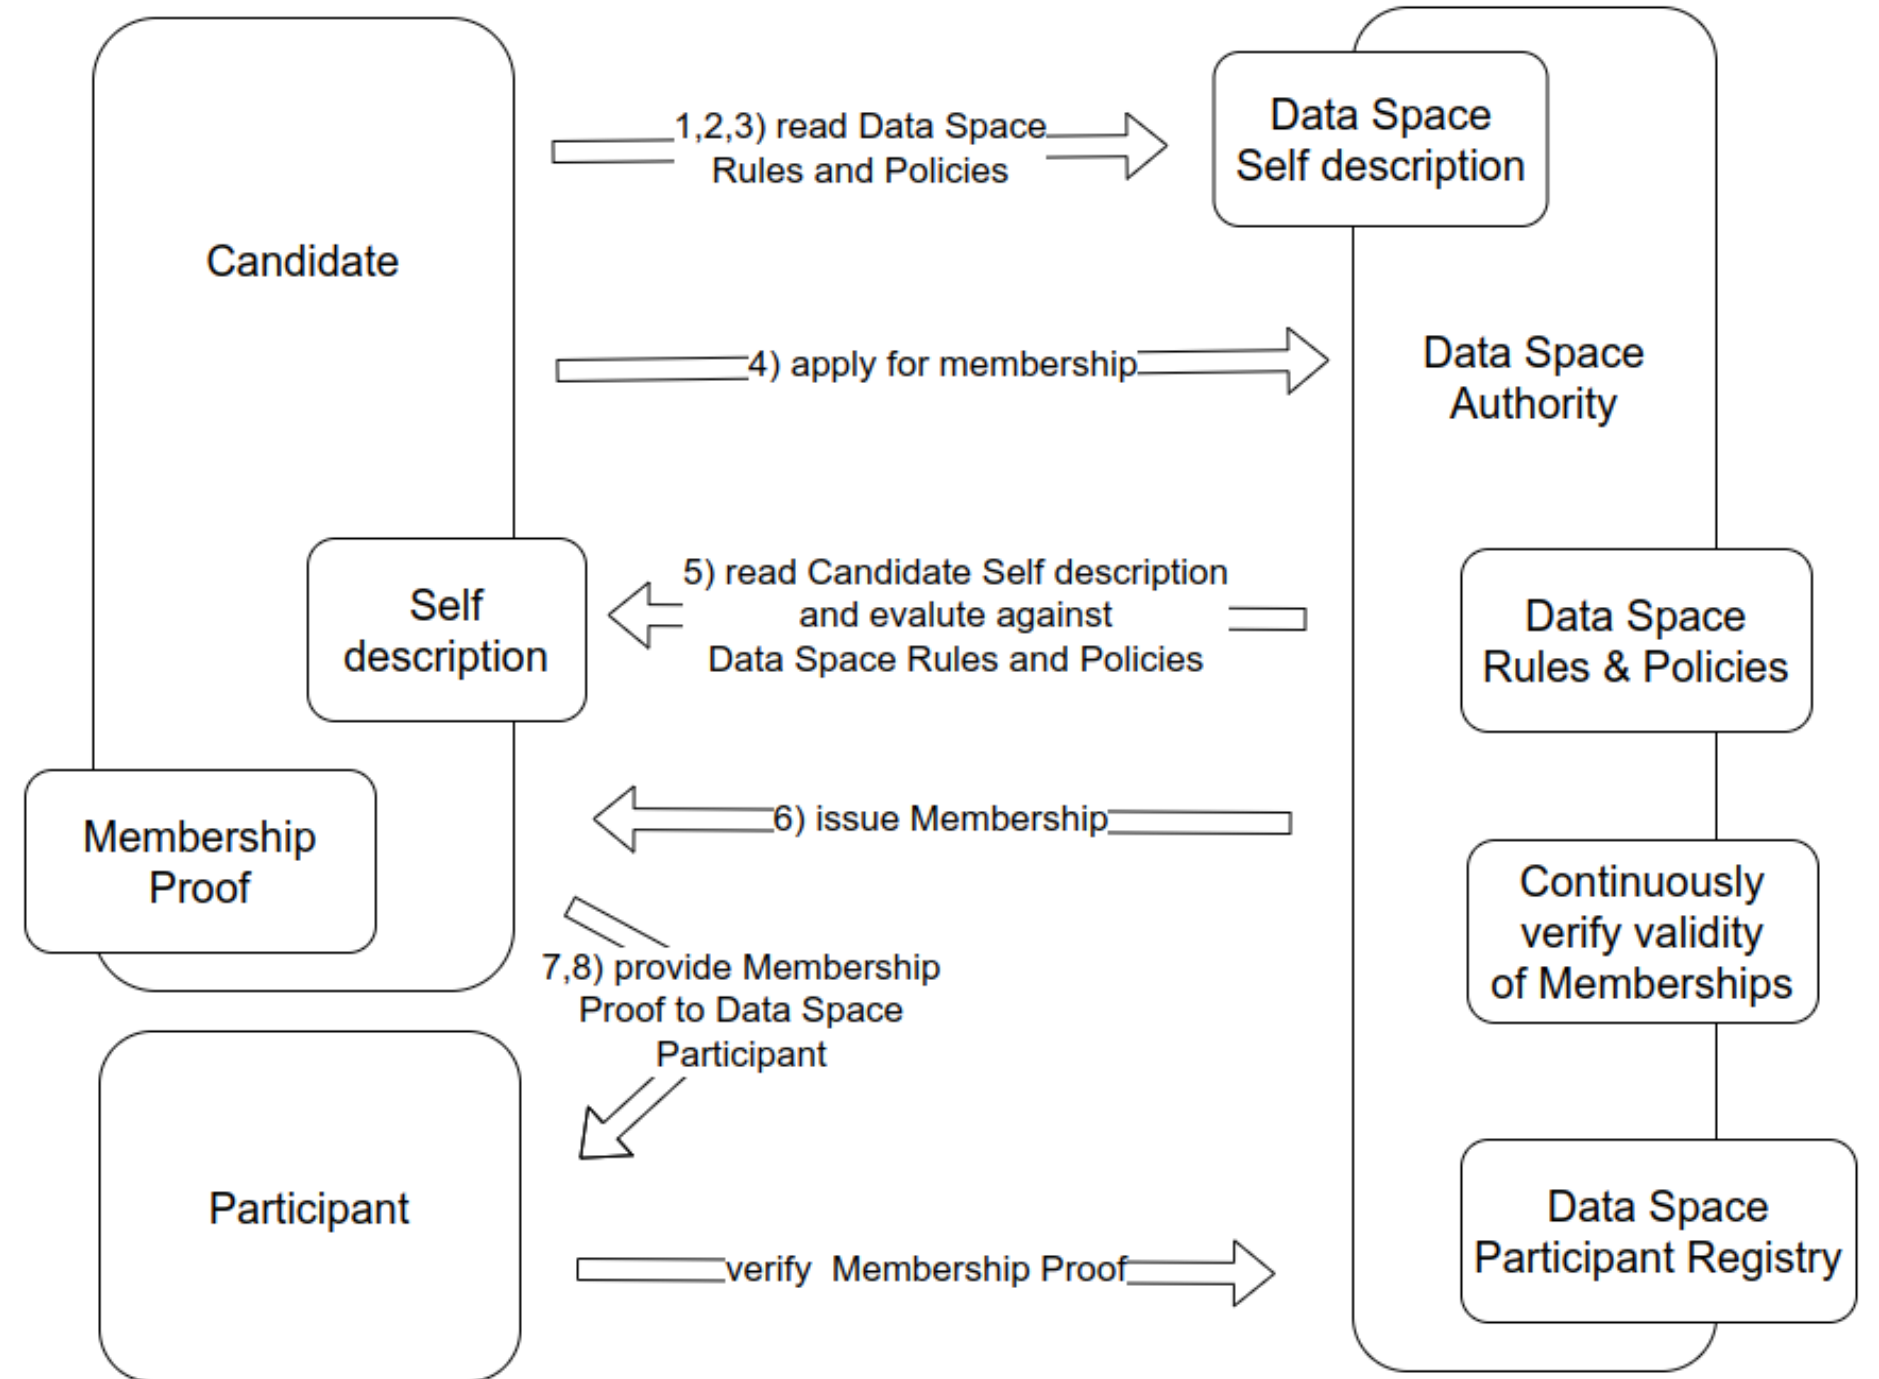 1,2,3) read Data Space
Rules and Policies
Data Space
Self description
Candidate
4) apply for membership
Data Space
Authority
5) read Candidate Self description
and evalute against
Data Space Rules and Policies
Self
description
Data Space
Rules & Policies
6) issue Membership
Membership
Proof
Continuously
verify validity
of Memberships
7,8) provide Membership
Proof to Data Space
Participant
Participant
verify  Membership Proof
Data Space
Participant Registry